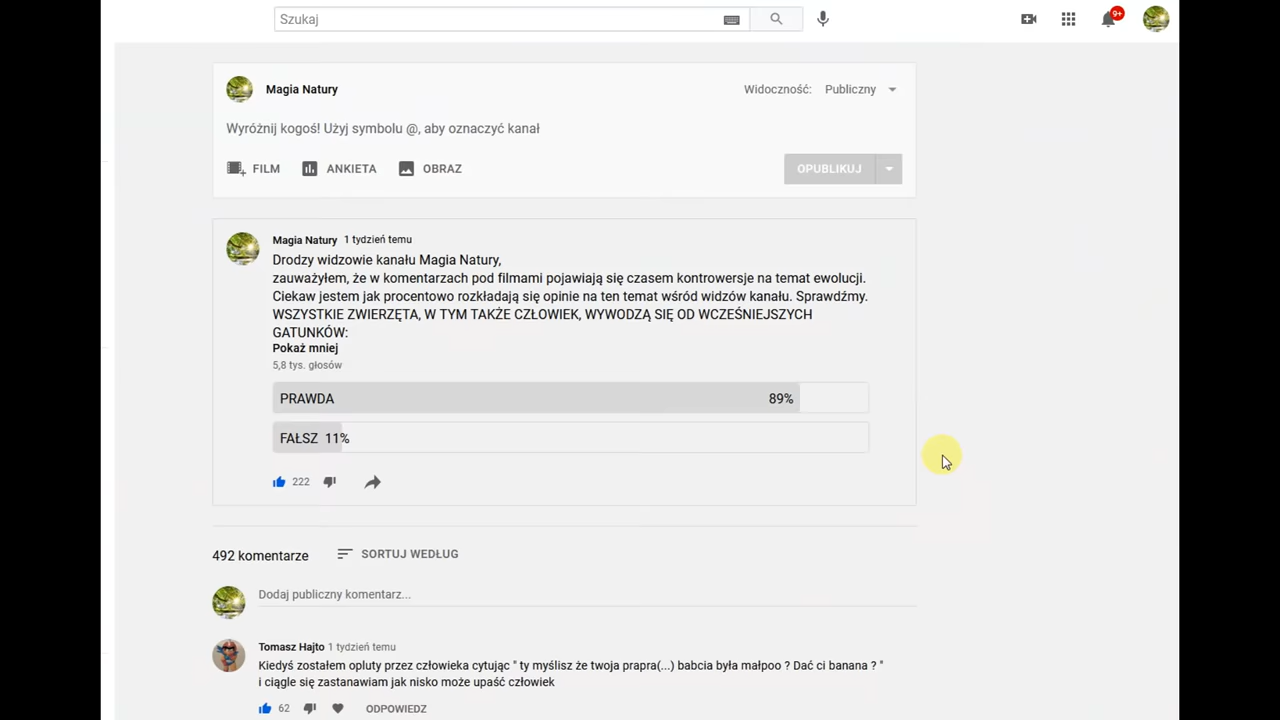 Szukaj
9+
Magia Natury
Widoczność: Publiczny
Wyróżnij kogoś! Użyj symbolu @, aby oznaczyć kanał
FILM ANKIETA OBRAZ
OPUBLIKUJ
Magia Natury 1 tydzień temu
Drodzy widzowie kanału Magia Natury,
zauważyłem, że w komentarzach pod filmami pojawiają się czasem kontrowersje na temat ewolucji.
Ciekaw jestem jak procentowo rozkładają się opinie na ten temat wśród widzów kanału. Sprawdźmy.
WSZYSTKIE ZWIERZĘTA, W TYM TAKŻE CZŁOWIEK, WYWODZĄ SIĘ OD WCZEŚNIEJSZYCH
GATUNKÓW:
Pokaż mniej
5,8 tys. głosów
PRAWDA 89%
FAŁSZ 11%
222
492 komentarze SORTUJ WEDŁUG
Dodaj publiczny komentarz...
Tomasz Hajto 1 tydzień temu
Kiedyś zostałem opluty przez człowieka cytując " ty myślisz że twoja prapra(...) babcia była małpoo ? Dać ci banana ? "
i ciągle się zastanawiam jak nisko może upaść człowiek
62 ODPOWIEDZ